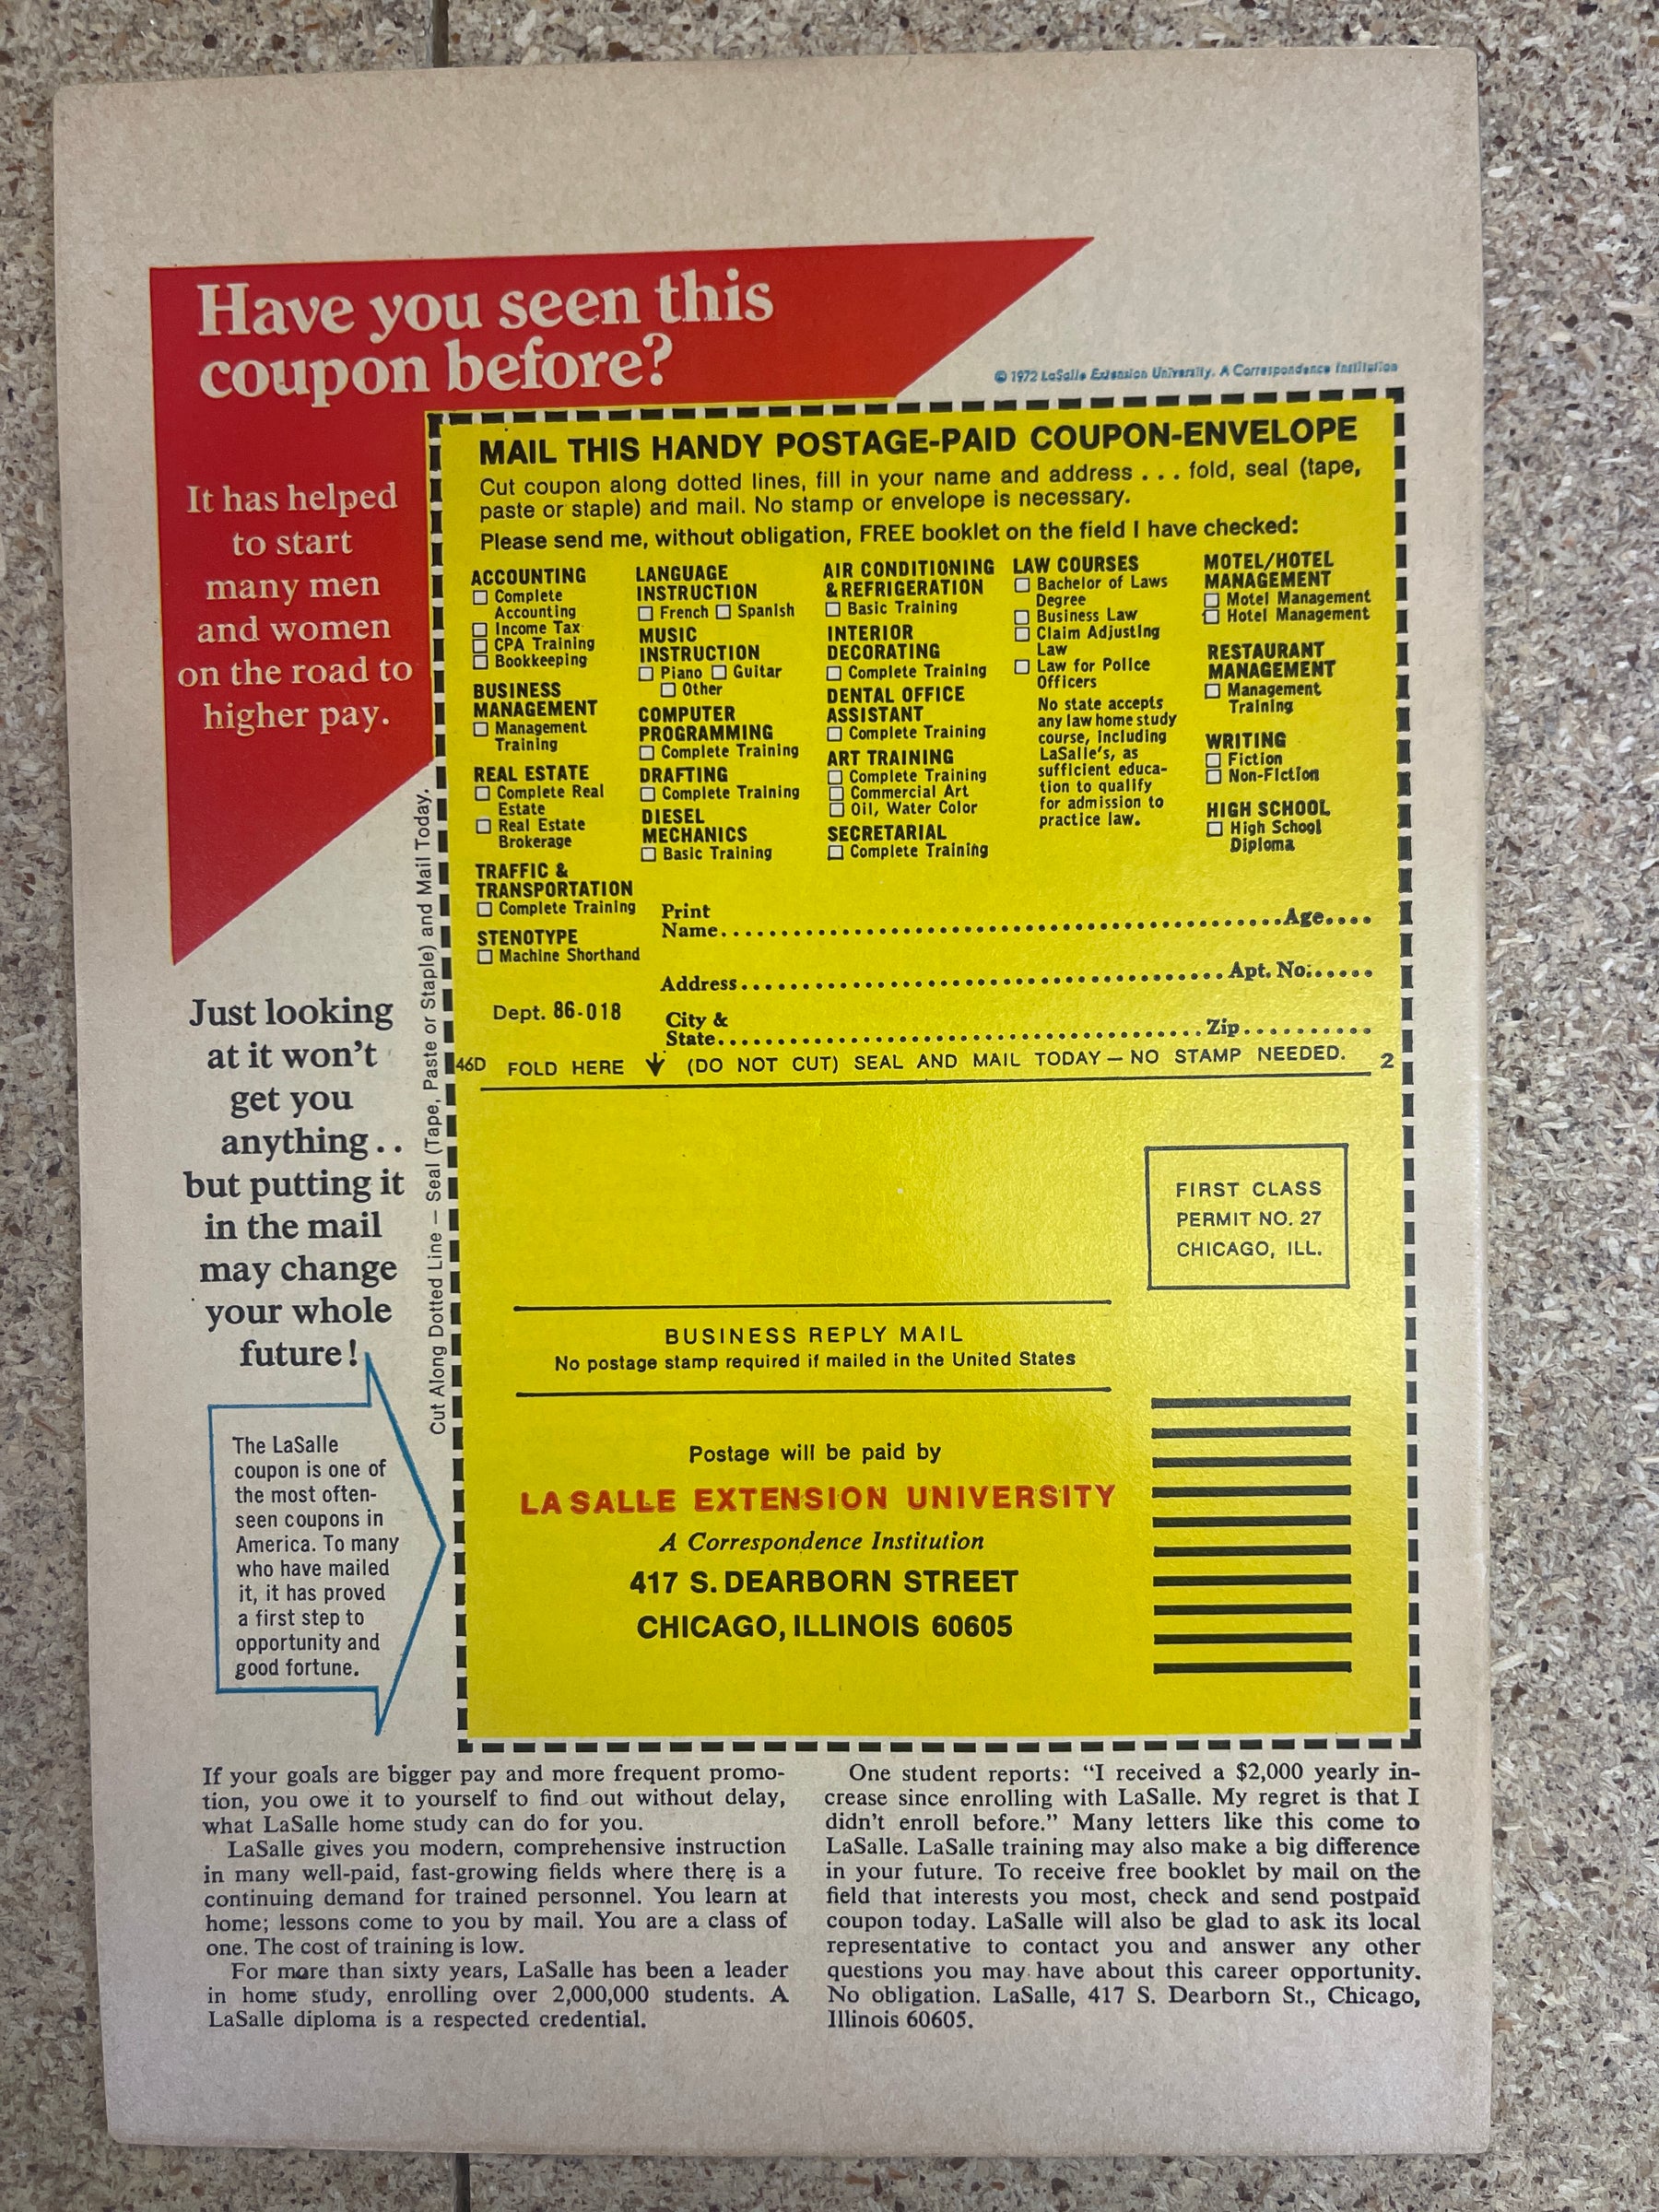 Have you seen this
coupon before?
© 1972 LaSalle Extension University. A Correspondence Institution
It has helped
to start
many men
and women
on the road to
higher pay.
Just looking
at it won't
get you
anything..
but putting it
in the mail
may change
your whole
future!
The LaSalle
coupon is one of
the most often-
seen coupons in
America. To many
who have mailed
it, it has proved
a first step to
opportunity and
good fortune.
Cut Along Dotted Line — Seal (Tape, Paste or Staple) and Mail Today.
MAIL THIS HANDY POSTAGE-PAID COUPON-ENVELOPE
Cut coupon along dotted lines, fill in your name and address . . . fold, seal (tape,
paste or staple) and mail. No stamp or envelope is necessary.
Please send me, without obligation, FREE booklet on the field I have checked:
ACCOUNTING
☐ Complete
Accounting
☐ Income Tax
☐ CPA Training
☐ Bookkeeping
BUSINESS
MANAGEMENT
☐ Management
Training
REAL ESTATE
☐ Complete Real
Estate
☐ Real Estate
Brokerage
TRAFFIC &
TRANSPORTATION
☐ Complete Training
STENOTYPE
☐ Machine Shorthand
LANGUAGE
INSTRUCTION
☐ French ☐ Spanish
MUSIC
INSTRUCTION
☐ Piano ☐ Guitar
☐ Other
COMPUTER
PROGRAMMING
☐ Complete Training
DRAFTING
☐ Complete Training
DIESEL
MECHANICS
☐ Basic Training
AIR CONDITIONING
& REFRIGERATION
☐ Basic Training
INTERIOR
DECORATING
☐ Complete Training
DENTAL OFFICE
ASSISTANT
☐ Complete Training
ART TRAINING
☐ Complete Training
☐ Commercial Art
☐ Oil, Water Color
SECRETARIAL
☐ Complete Training
LAW COURSES
☐ Bachelor of Laws
Degree
☐ Business Law
☐ Claim Adjusting
Law
☐ Law for Police
Officers
No state accepts
any law home study
course, including
LaSalle's, as
sufficient educa-
tion to qualify
for admission to
practice law.
MOTEL/HOTEL
MANAGEMENT
☐ Motel Management
☐ Hotel Management
RESTAURANT
MANAGEMENT
☐ Management
Training
WRITING
☐ Fiction
☐ Non-Fiction
HIGH SCHOOL
☐ High School
Diploma
Print
Name........Age....
Address........Apt. No......
Dept. 86-018
City &
State........Zip..........
46D FOLD HERE ↓ (DO NOT CUT) SEAL AND MAIL TODAY — NO STAMP NEEDED. 2
FIRST CLASS
PERMIT NO. 27
CHICAGO, ILL.
BUSINESS REPLY MAIL
No postage stamp required if mailed in the United States
Postage will be paid by
LA SALLE EXTENSION UNIVERSITY
A Correspondence Institution
417 S. DEARBORN STREET
CHICAGO, ILLINOIS 60605
If your goals are bigger pay and more frequent promo-
tion, you owe it to yourself to find out without delay,
what LaSalle home study can do for you.
LaSalle gives you modern, comprehensive instruction
in many well-paid, fast-growing fields where there is a
continuing demand for trained personnel. You learn at
home; lessons come to you by mail. You are a class of
one. The cost of training is low.
For more than sixty years, LaSalle has been a leader
in home study, enrolling over 2,000,000 students. A
LaSalle diploma is a respected credential.
One student reports: "I received a $2,000 yearly in-
crease since enrolling with LaSalle. My regret is that I
didn't enroll before." Many letters like this come to
LaSalle. LaSalle training may also make a big difference
in your future. To receive free booklet by mail on the
field that interests you most, check and send postpaid
coupon today. LaSalle will also be glad to ask its local
representative to contact you and answer any other
questions you may have about this career opportunity.
No obligation. LaSalle, 417 S. Dearborn St., Chicago,
Illinois 60605.